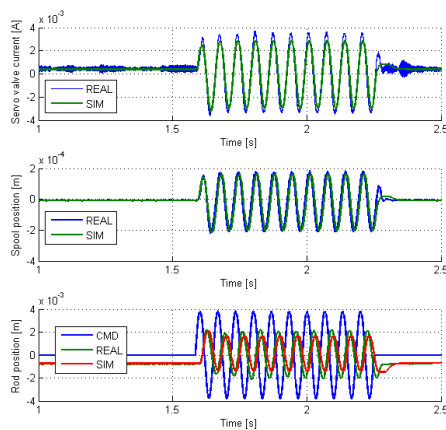 x 10⁻³
4
2
0
-2
-4
Servo valve current [A]
REAL
SIM
1
1.5
2
2.5
Time [s]
x 10⁻⁴
4
2
0
-2
-4
Spool position [m]
REAL
SIM
1
1.5
2
2.5
Time [s]
x 10⁻³
4
2
0
-2
-4
Rod position [m]
CMD
REAL
SIM
1
1.5
2
2.5
Time [s]